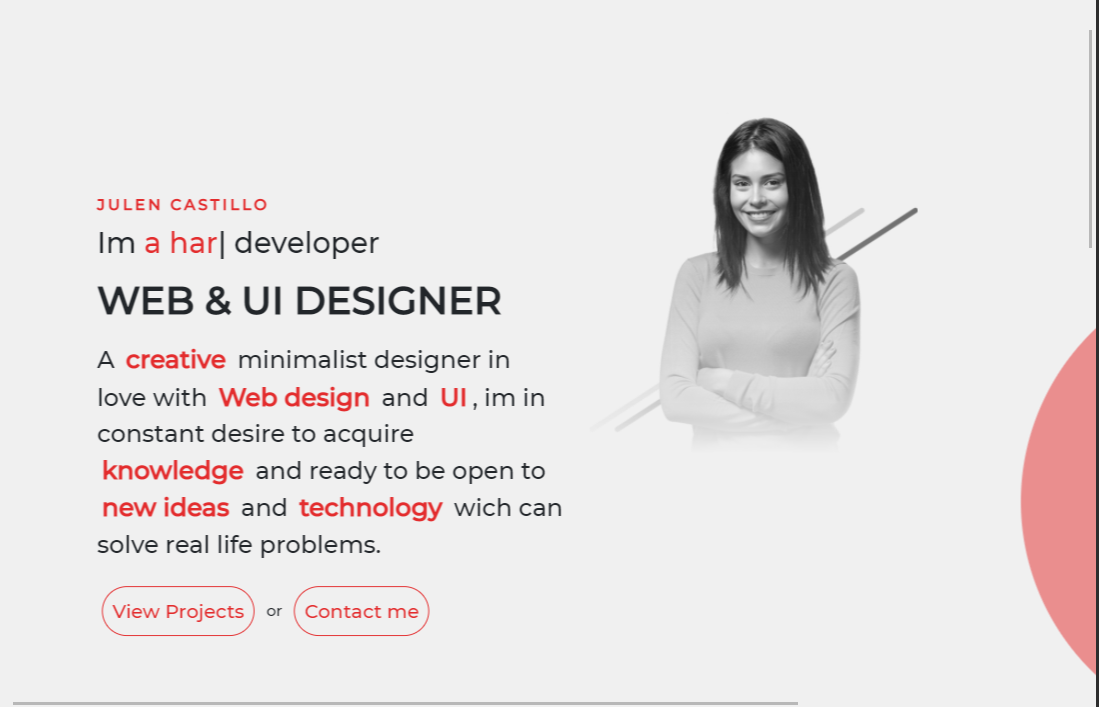 JULEN CASTILLO
Im a har| developer
WEB & UI DESIGNER
A creative minimalist designer in
love with Web design and UI , im in
constant desire to acquire
knowledge and ready to be open to
new ideas and technology wich can
solve real life problems.
View Projects or Contact me